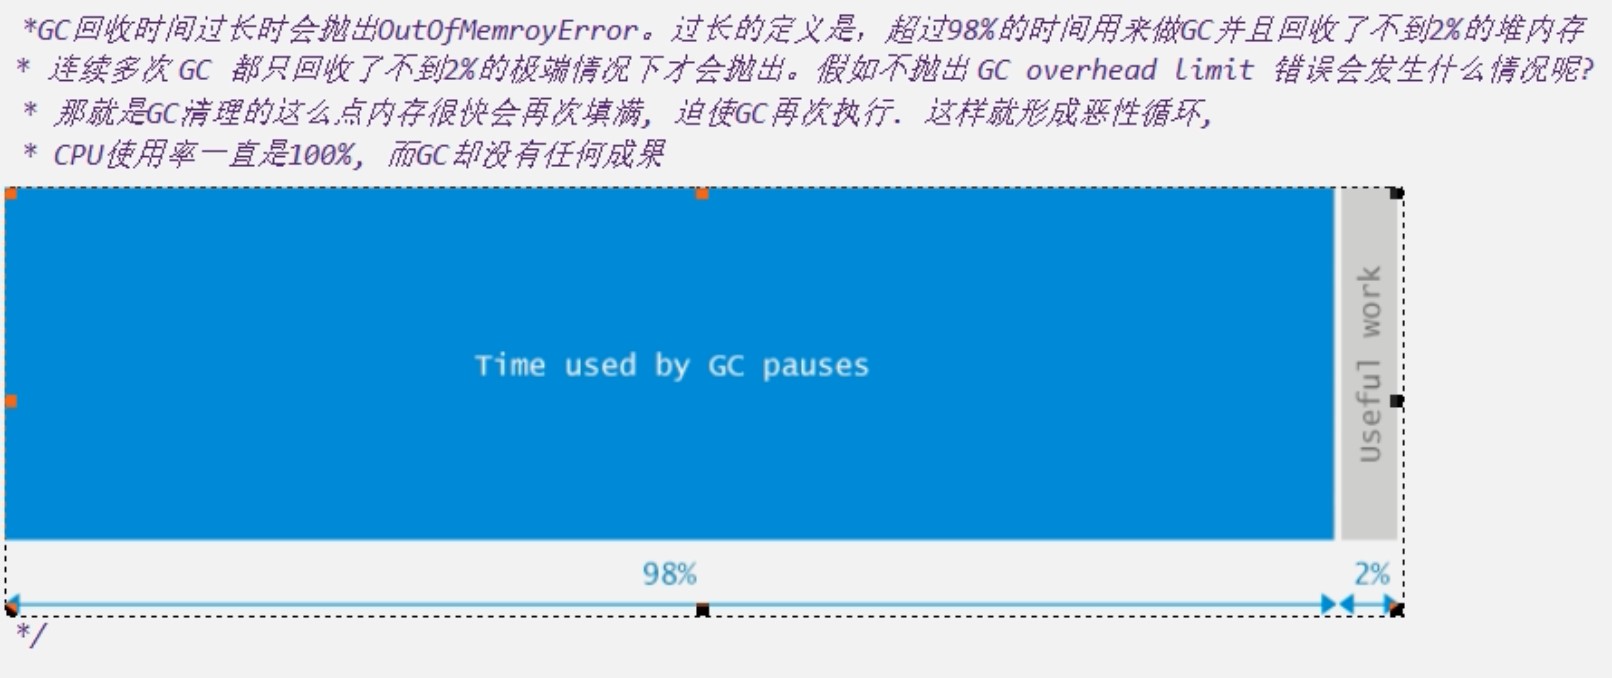 *GC回收时间过长时会抛出OutOfMemroyError。过长的定义是，超过98%的时间用来做GC并且回收了不到2%的堆内存
* 连续多次 GC 都只回收了不到2%的极端情况下才会抛出。假如不抛出 GC overhead limit 错误会发生什么情况呢?
* 那就是GC清理的这么点内存很快会再次填满, 迫使GC再次执行. 这样就形成恶性循环,
* CPU使用率一直是100%, 而GC却没有任何成果
Time used by GC pauses
Useful work
98%
2%
*/